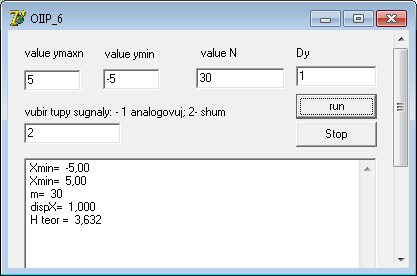 OIIP_6
value ymaxn value ymin value N Dy
5 -5 30 1
run
vubir tupy sugnaly: - 1 analogovuj; 2- shum
2 Stop
Xmin= -5,00
Xmin= 5,00
m= 30
dispX= 1,000
H teor = 3,632